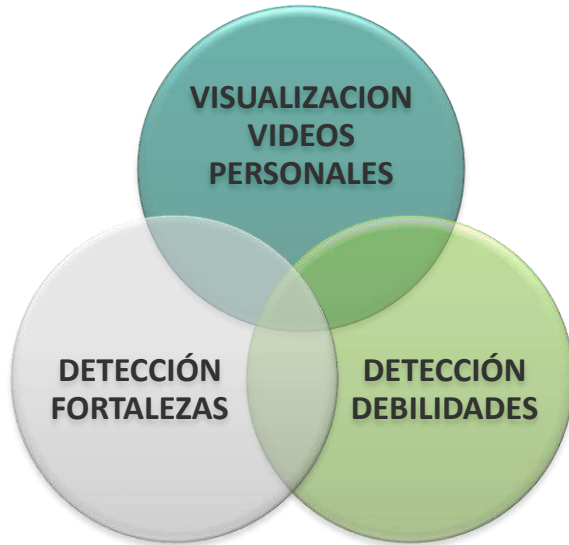 VISUALIZACION
VIDEOS
PERSONALES
DETECCIÓN
FORTALEZAS
DETECCIÓN
DEBILIDADES